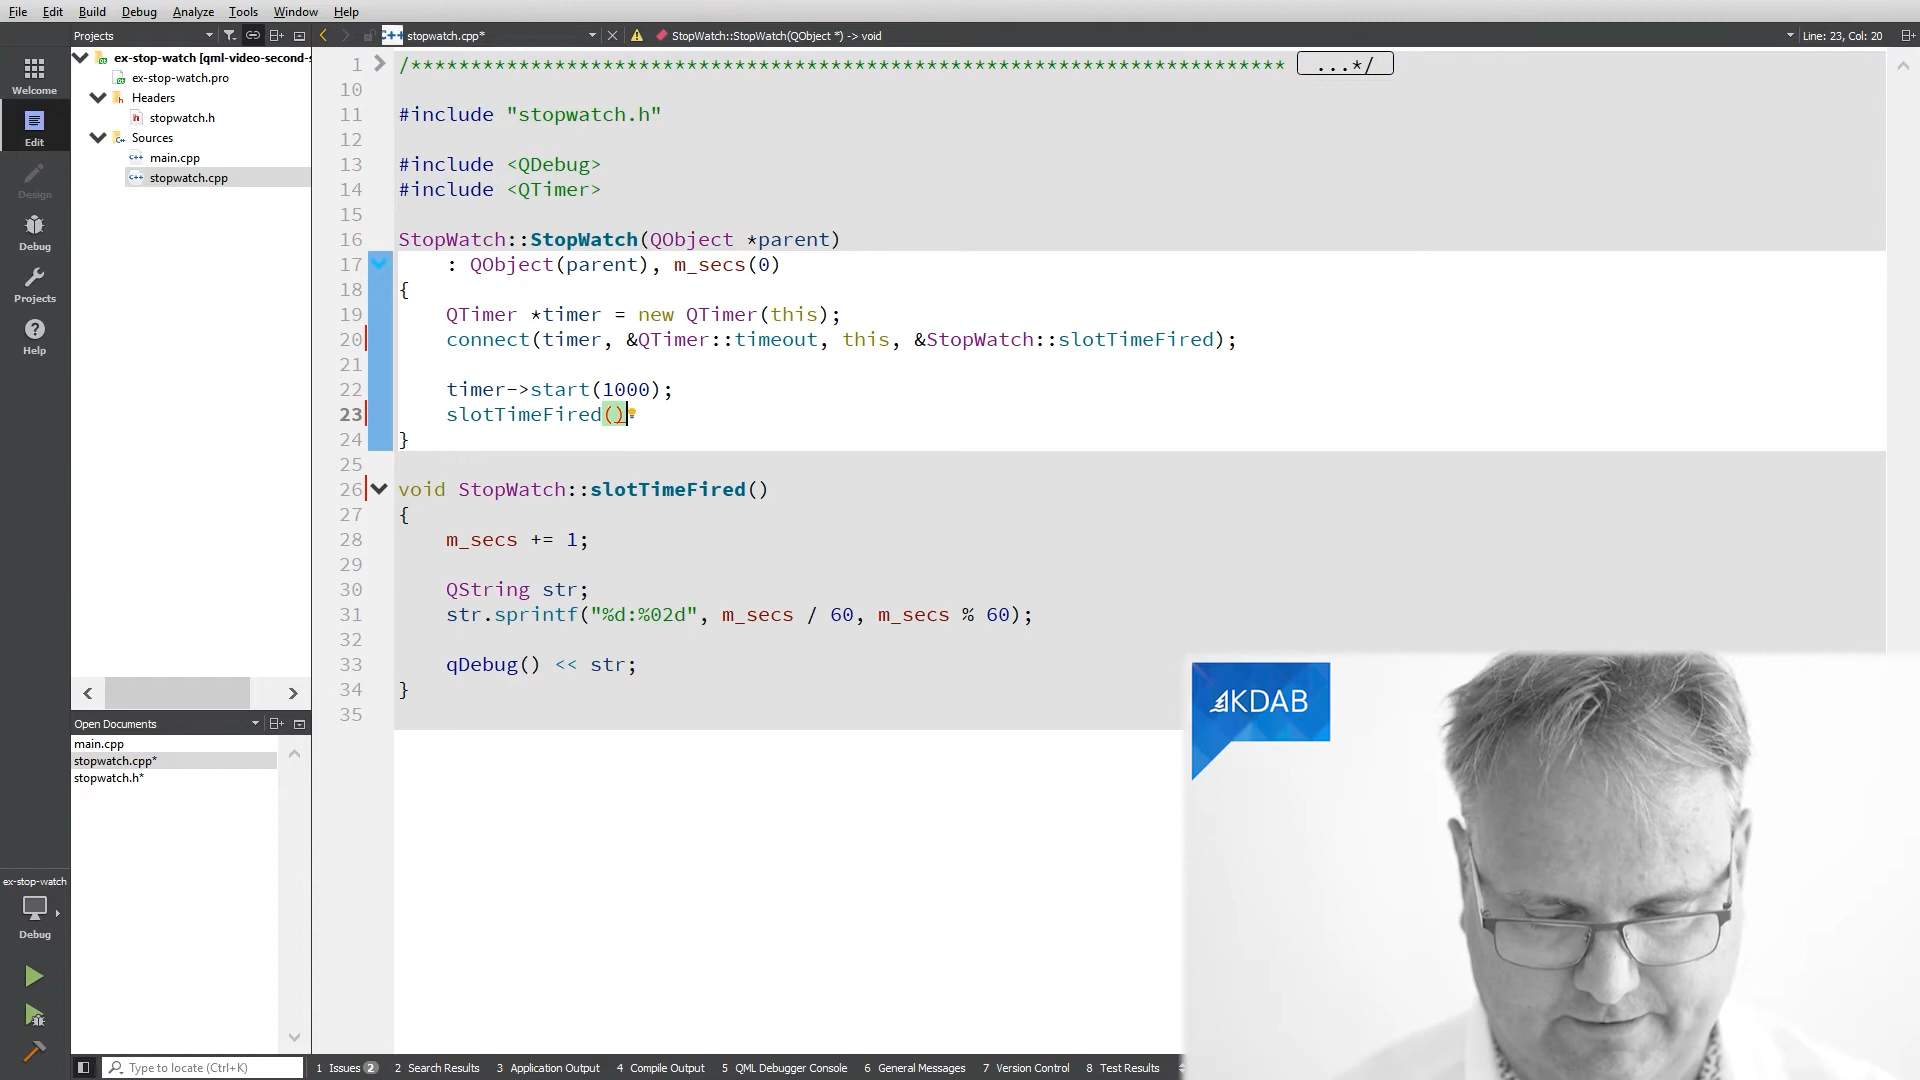 File Edit Build Debug Analyze Tools Window Help
Projects
stopwatch.cpp*
StopWatch::StopWatch(QObject *) -> void
Line: 23, Col: 20
ex-stop-watch [qml-video-second-s
ex-stop-watch.pro
Headers
stopwatch.h
Sources
main.cpp
stopwatch.cpp
Welcome
Edit
Design
Debug
Projects
Help
1 /************************************************************************** ...*/
10
11 #include "stopwatch.h"
12
13 #include <QDebug>
14 #include <QTimer>
15
16 StopWatch::StopWatch(QObject *parent)
17 : QObject(parent), m_secs(0)
18 {
19 QTimer *timer = new QTimer(this);
20 connect(timer, &QTimer::timeout, this, &StopWatch::slotTimeFired);
21
22 timer->start(1000);
23 slotTimeFired()
24 }
25
26 void StopWatch::slotTimeFired()
27 {
28 m_secs += 1;
29
30 QString str;
31 str.sprintf("%d:%02d", m_secs / 60, m_secs % 60);
32
33 qDebug() << str;
34 }
35
Open Documents
main.cpp
stopwatch.cpp*
stopwatch.h*
ex-stop-watch
Debug
KDAB
Type to locate (Ctrl+K)
1 Issues 2 2 Search Results 3 Application Output 4 Compile Output 5 QML Debugger Console 6 General Messages 7 Version Control 8 Test Results